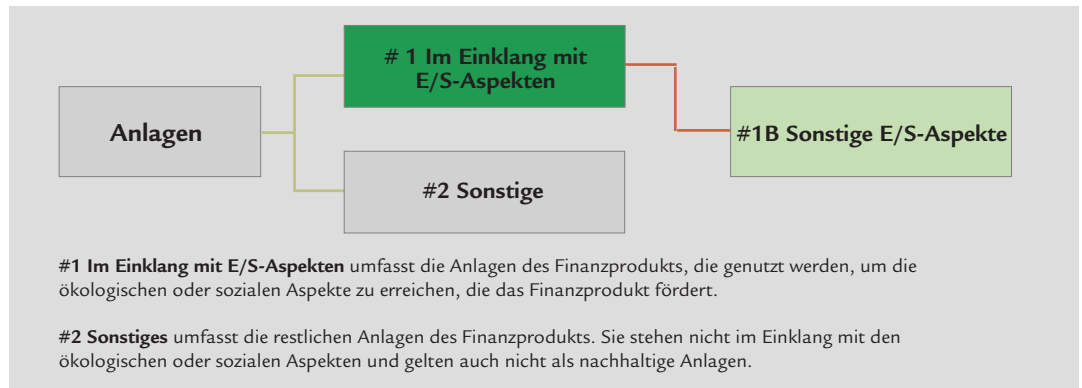 # 1 Im Einklang mit
E/S-Aspekten
Anlagen
#1B Sonstige E/S-Aspekte
#2 Sonstige
#1 Im Einklang mit E/S-Aspekten umfasst die Anlagen des Finanzprodukts, die genutzt werden, um die
ökologischen oder sozialen Aspekte zu erreichen, die das Finanzprodukt fördert.
#2 Sonstiges umfasst die restlichen Anlagen des Finanzprodukts. Sie stehen nicht im Einklang mit den
ökologischen oder sozialen Aspekten und gelten auch nicht als nachhaltige Anlagen.